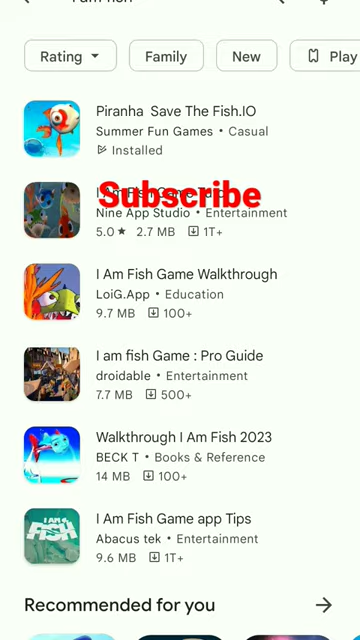 Rating
Family
New
Play
Piranha Save The Fish.IO
Summer Fun Games • Casual
Installed
I Am Fish Game
Subscribe
Nine App Studio • Entertainment
5.0★ 2.7 MB 1T+
I Am Fish Game Walkthrough
LoiG.App • Education
9.7 MB 100+
I am fish Game : Pro Guide
droidable • Entertainment
7.7 MB 500+
Walkthrough I Am Fish 2023
BECK T • Books & Reference
14 MB 100+
I AM FISH
I Am Fish Game app Tips
Abacus tek • Entertainment
9.6 MB 1T+
Recommended for you